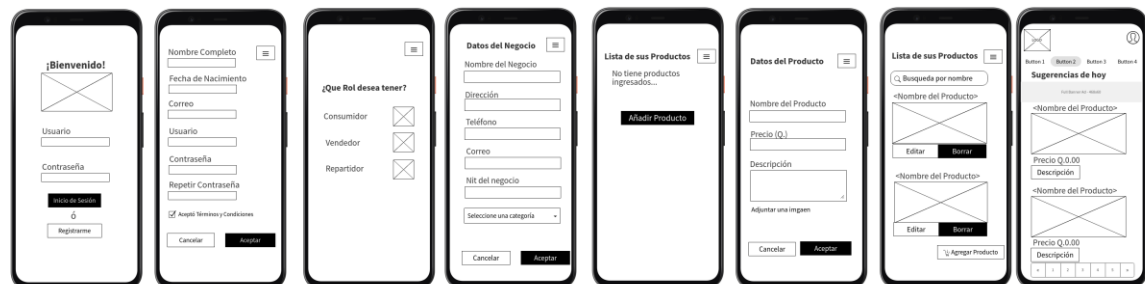 ¡Bienvenido!
Usuario
Contraseña
Inicio de Sesión
ó
Registrarme
Nombre Completo
Fecha de Nacimiento
Correo
Usuario
Contraseña
Repetir Contraseña
Aceptó Términos y Condiciones
Cancelar
Aceptar
¿Que Rol desea tener?
Consumidor
Vendedor
Repartidor
Datos del Negocio
Nombre del Negocio
Dirección
Teléfono
Correo
Nit del negocio
Seleccione una categoría
Cancelar
Aceptar
Lista de sus Productos
No tiene productos
ingresados...
Añadir Producto
Datos del Producto
Nombre del Producto
Precio (Q.)
Descripción
Adjuntar una imgaen
Cancelar
Aceptar
Lista de sus Productos
Busqueda por nombre
<Nombre del Producto>
Editar
Borrar
<Nombre del Producto>
Editar
Borrar
Agregar Producto
Button 1
Button 2
Button 3
Button 4
Sugerencias de hoy
<Nombre del Producto>
Precio Q.0.00
Descripción
<Nombre del Producto>
Precio Q.0.00
Descripción